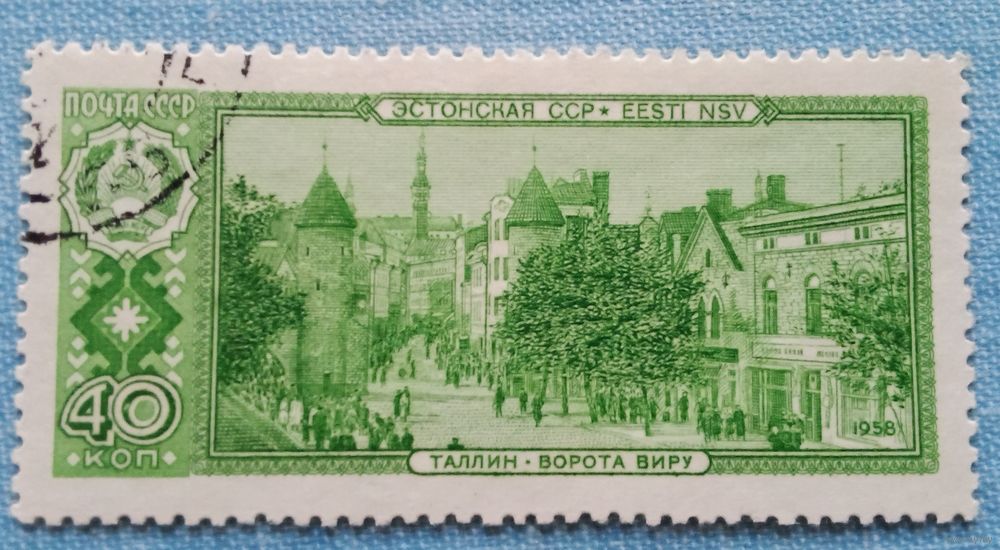 ПОЧТА СССР
ЭСТОНСКАЯ ССР ★ EESTI NSV
40
КОП
1958
ТАЛЛИН · ВОРОТА ВИРУ